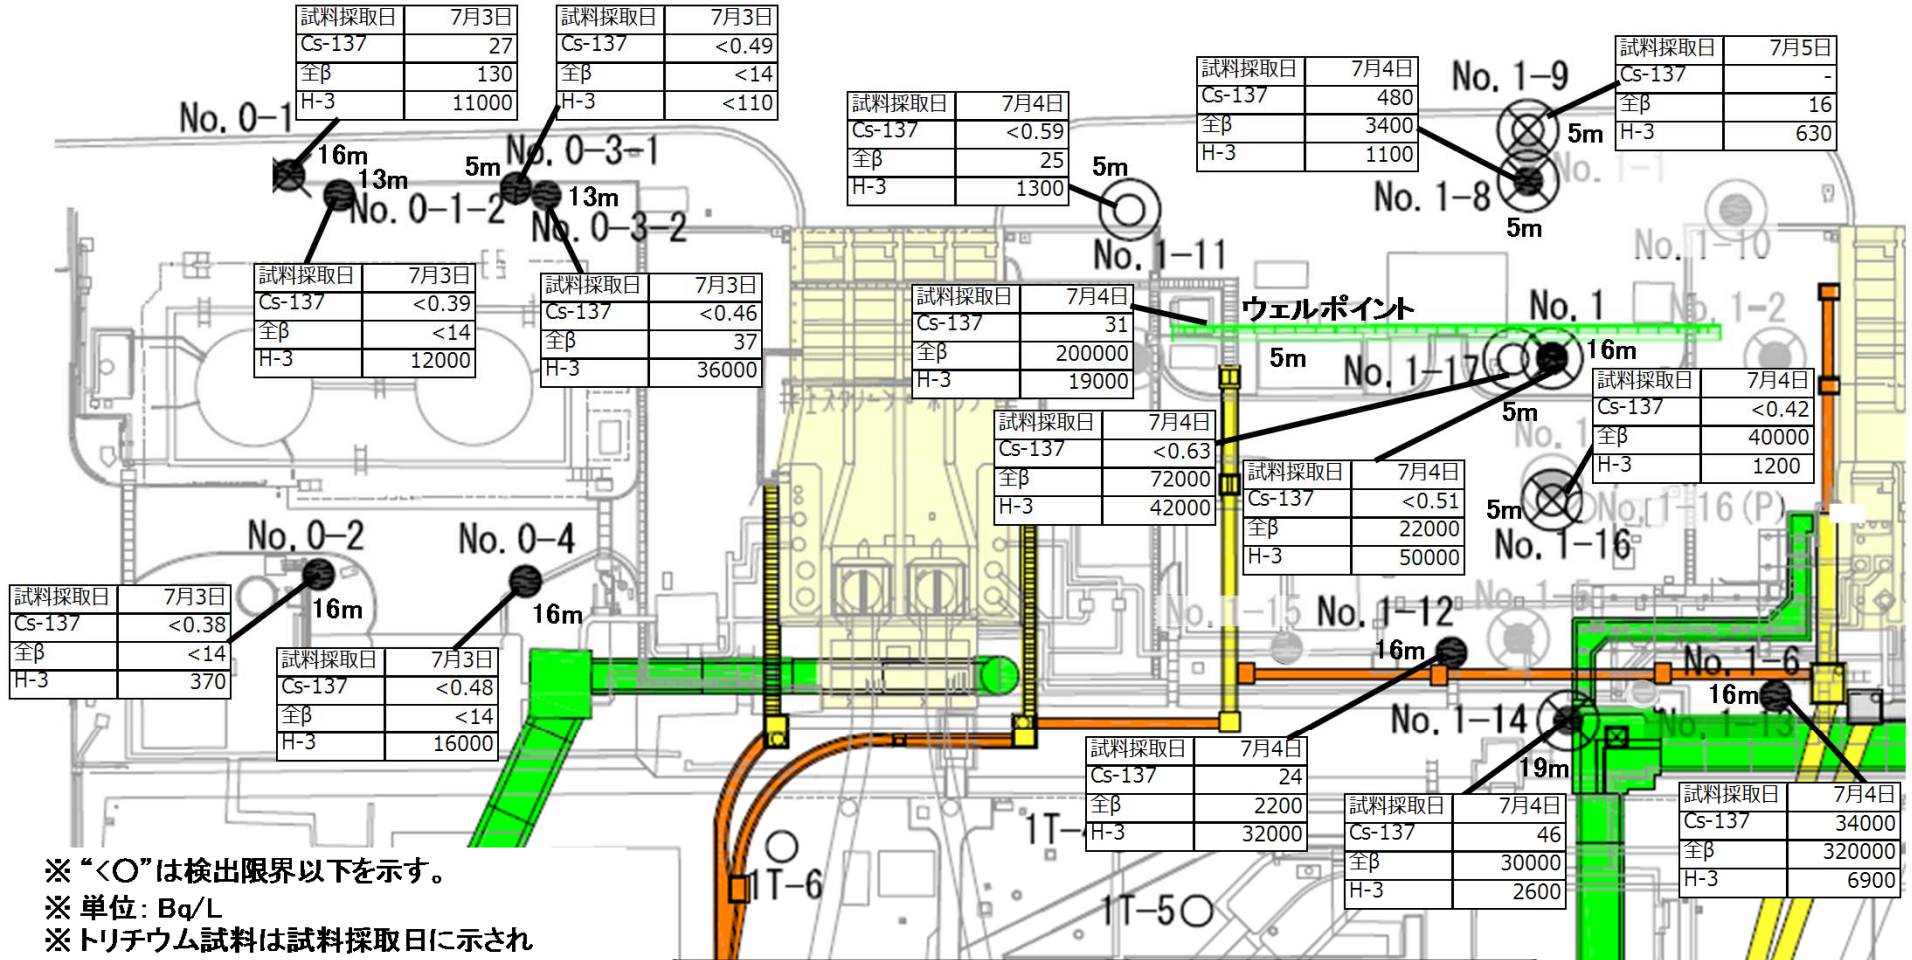 試料採取日 7月3日
Cs-137 27
全β 130
H-3 11000
試料採取日 7月3日
Cs-137 <0.49
全β <14
H-3 <110
試料採取日 7月4日
Cs-137 <0.59
全β 25
H-3 1300
試料採取日 7月4日
Cs-137 480
全β 3400
H-3 1100
試料採取日 7月5日
Cs-137 -
全β 16
H-3 630
No. 0-1
16m
13m
No. 0-1-2
5m
No. 0-3-1
13m
No. 0-3-2
5m
No. 1-11
No. 1-9
5m
No. 1-1
No. 1-8
5m
No. 1-10
試料採取日 7月3日
Cs-137 <0.39
全β <14
H-3 12000
試料採取日 7月3日
Cs-137 <0.46
全β 37
H-3 36000
試料採取日 7月4日
Cs-137 31
全β 200000
H-3 19000
ウェルポイント
5m
No. 1
16m
No. 1-2
No. 1-17
5m
試料採取日 7月4日
Cs-137 <0.42
全β 40000
H-3 1200
試料採取日 7月4日
Cs-137 <0.63
全β 72000
H-3 42000
試料採取日 7月4日
Cs-137 <0.51
全β 22000
H-3 50000
No. 1
5m
No. 1-16(P)
No. 1-16
No. 0-2
16m
No. 0-4
16m
試料採取日 7月3日
Cs-137 <0.38
全β <14
H-3 370
試料採取日 7月3日
Cs-137 <0.48
全β <14
H-3 16000
No. 1-15
No. 1-12
16m
No. 1-5
No. 1-6
16m
No. 1-14
19m
No. 1-13
試料採取日 7月4日
Cs-137 24
全β 2200
H-3 32000
試料採取日 7月4日
Cs-137 46
全β 30000
H-3 2600
試料採取日 7月4日
Cs-137 34000
全β 320000
H-3 6900
1T-6
1T-5
※ “<○”は検出限界以下を示す。
※ 単位: Bq/L
※ トリチウム試料は試料採取日に示され